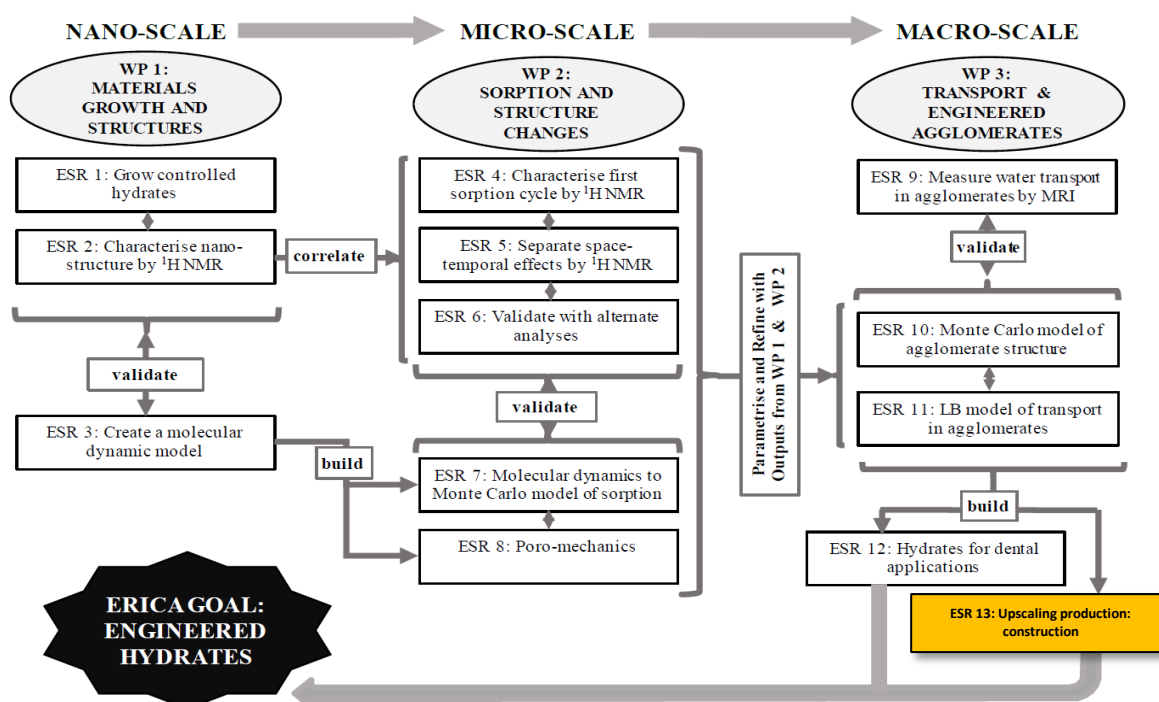 NANO-SCALE
MICRO-SCALE
MACRO-SCALE
WP 1:
MATERIALS
GROWTH AND
STRUCTURES
WP 2:
SORPTION AND
STRUCTURE
CHANGES
WP 3:
TRANSPORT &
ENGINEERED
AGGLOMERATES
ESR 1: Grow controlled
hydrates
ESR 2: Characterise nano-
structure by ¹H NMR
correlate
validate
ESR 3: Create a molecular
dynamic model
build
ESR 4: Characterise first
sorption cycle by ¹H NMR
ESR 5: Separate space-
temporal effects by ¹H NMR
ESR 6: Validate with alternate
analyses
validate
ESR 7: Molecular dynamics to
Monte Carlo model of sorption
ESR 8: Poro-mechanics
Parametrise and Refine with
Outputs from WP 1 & WP 2
ESR 9: Measure water transport
in agglomerates by MRI
validate
ESR 10: Monte Carlo model of
agglomerate structure
ESR 11: LB model of transport
in agglomerates
build
ESR 12: Hydrates for dental
applications
ESR 13: Upscaling production:
construction
ERICA GOAL:
ENGINEERED
HYDRATES